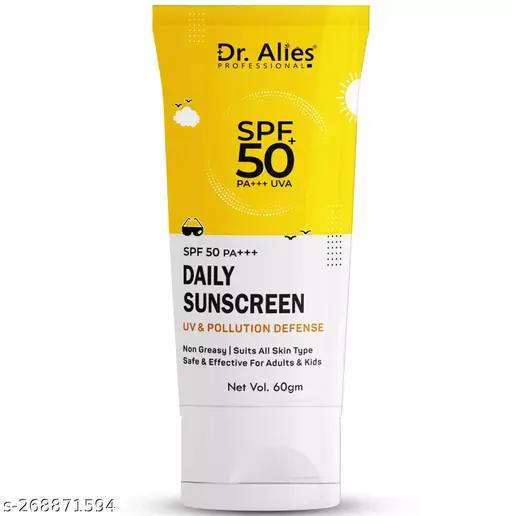 Dr. Alies®
PROFESSIONAL
SPF
50+
PA+++ UVA
SPF 50 PA+++
DAILY
SUNSCREEN
UV & POLLUTION DEFENSE
Non Greasy | Suits All Skin Type
Safe & Effective For Adults & Kids
Net Vol. 60gm
s-268871594